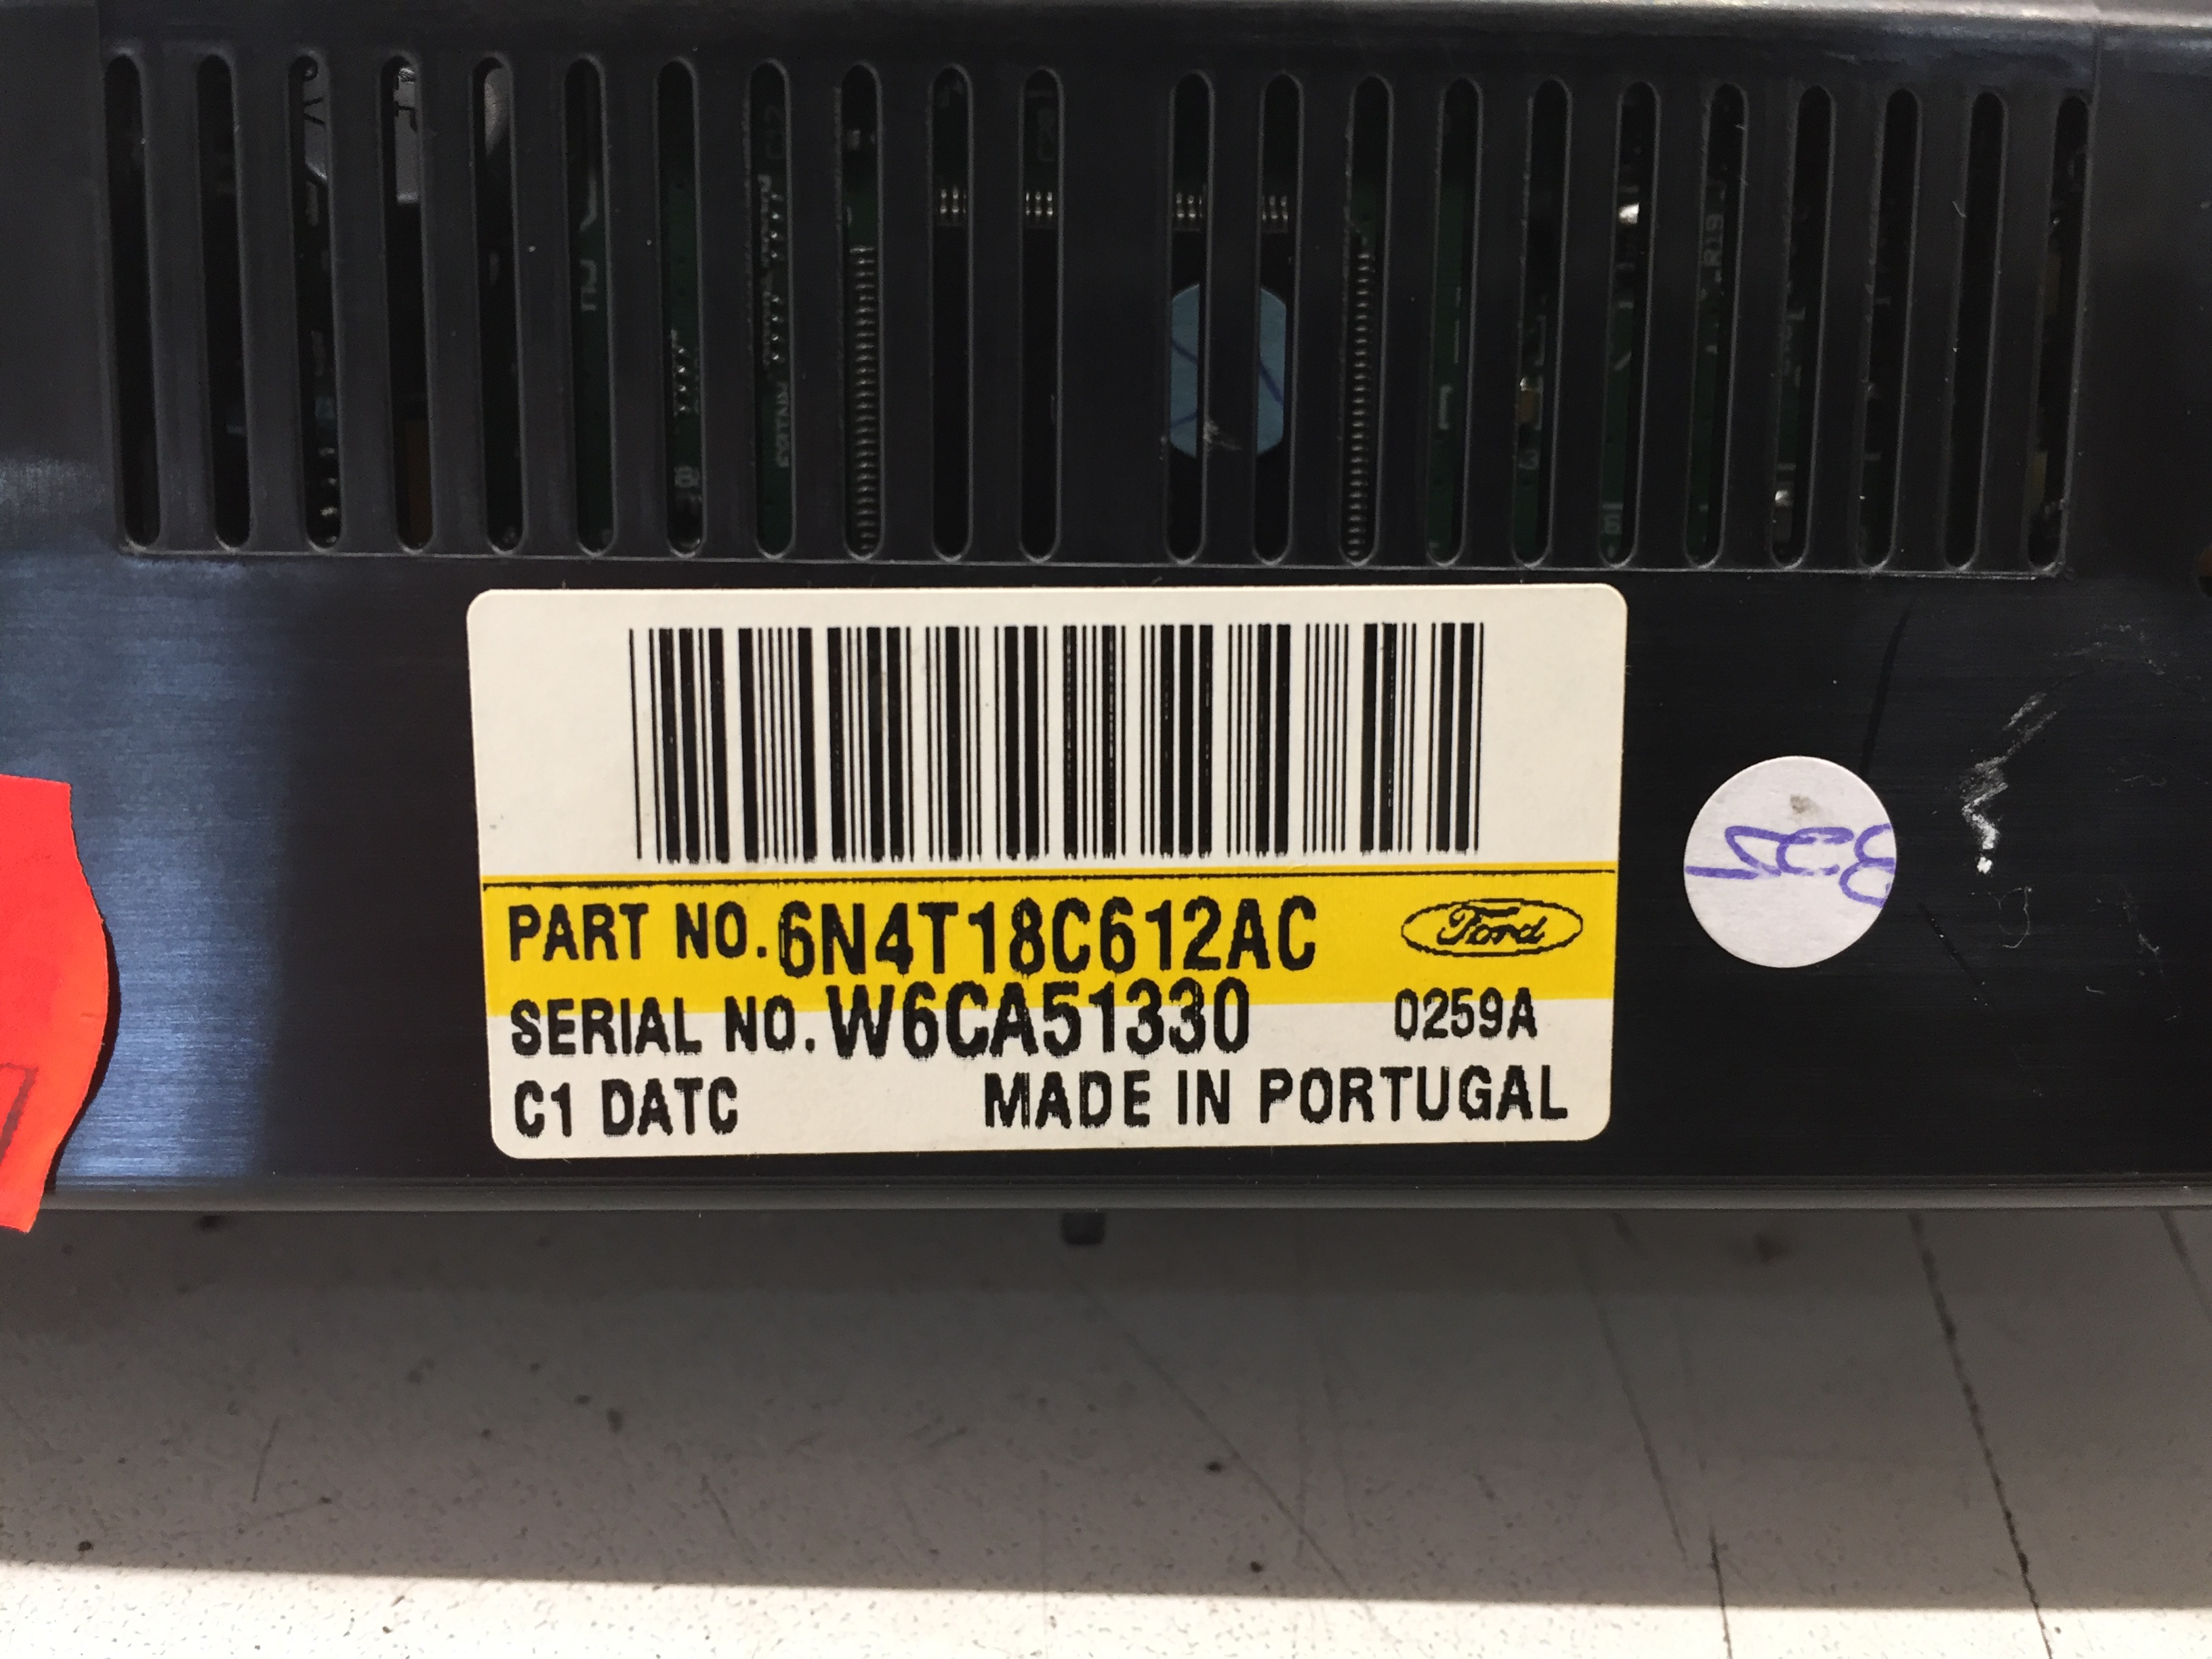 PART NO. 6N4T18C612AC Ford
SERIAL NO. W6CA51330 0259A
C1 DATC MADE IN PORTUGAL